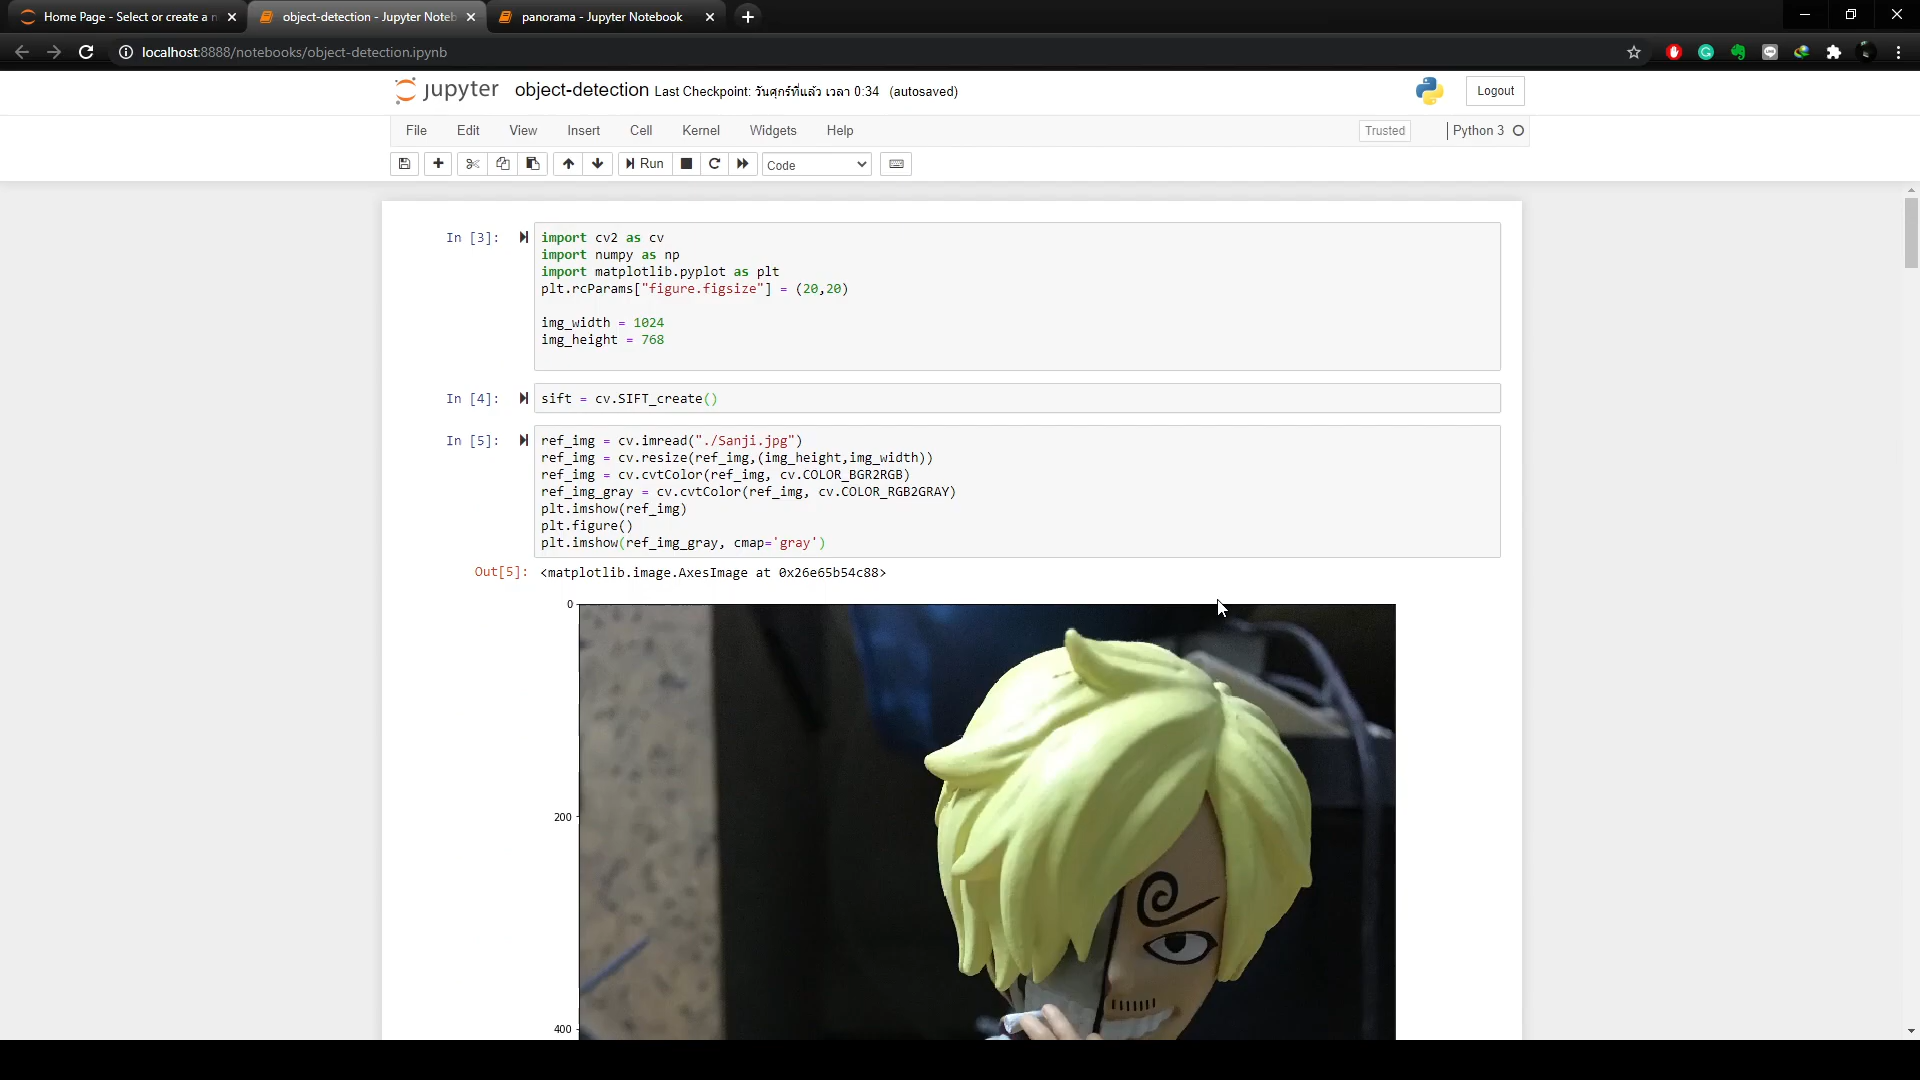 Home Page - Select or create a n
object-detection - Jupyter Noteb
panorama - Jupyter Notebook
localhost:8888/notebooks/object-detection.ipynb
jupyter object-detection Last Checkpoint: วันศุกร์ที่แล้ว เวลา 0:34 (autosaved)
Logout
File Edit View Insert Cell Kernel Widgets Help
Trusted Python 3
Run Code
In [3]:
import cv2 as cv
import numpy as np
import matplotlib.pyplot as plt
plt.rcParams["figure.figsize"] = (20,20)
img_width = 1024
img_height = 768
In [4]:
sift = cv.SIFT_create()
In [5]:
ref_img = cv.imread("./Sanji.jpg")
ref_img = cv.resize(ref_img,(img_height,img_width))
ref_img = cv.cvtColor(ref_img, cv.COLOR_BGR2RGB)
ref_img_gray = cv.cvtColor(ref_img, cv.COLOR_RGB2GRAY)
plt.imshow(ref_img)
plt.figure()
plt.imshow(ref_img_gray, cmap='gray')
Out[5]: <matplotlib.image.AxesImage at 0x26e65b54c88>
0
200
400